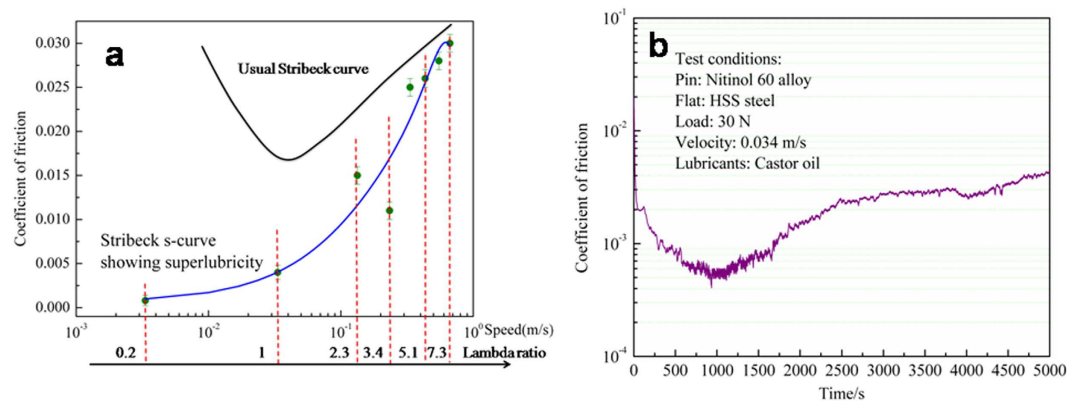 a
Coefficient of friction
0.030
0.025
0.020
0.015
0.010
0.005
0.000
Usual Stribeck curve
Stribeck s-curve
showing superlubricity
10-3
10-2
10-1
100 Speed(m/s)
0.2 1 2.3 3.4 5.1 7.3 Lambda ratio
b
Coefficient of friction
10-1
10-2
10-3
10-4
Test conditions:
Pin: Nitinol 60 alloy
Flat: HSS steel
Load: 30 N
Velocity: 0.034 m/s
Lubricants: Castor oil
0 500 1000 1500 2000 2500 3000 3500 4000 4500 5000
Time/s